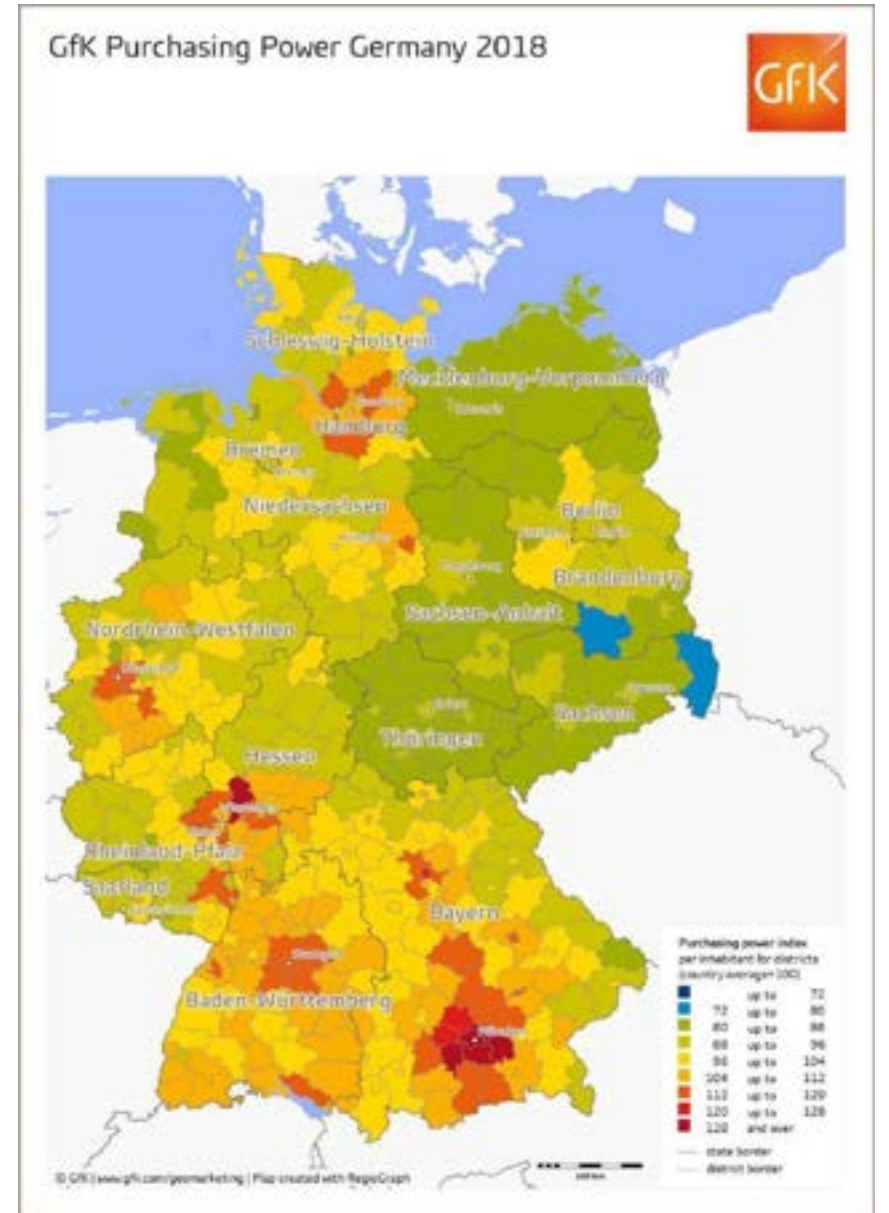 GfK Purchasing Power Germany 2018
GfK
Schleswig-Holstein
Mecklenburg-Vorpommern
Hamburg
Bremen
Niedersachsen
Berlin
Magdeburg
Brandenburg
Sachsen-Anhalt
Nordrhein-Westfalen
Sachsen
Thüringen
Hessen
Rheinland-Pfalz
Saarland
Bayern
Baden-Württemberg
Purchasing power index
per inhabitant for districts
(country average=100)
up to 72
72 up to 80
80 up to 88
88 up to 96
96 up to 104
104 up to 112
112 up to 120
120 up to 128
128 and over
state border
district border
© GfK | www.gfk.com/geomarketing | Map created with RegioGraph